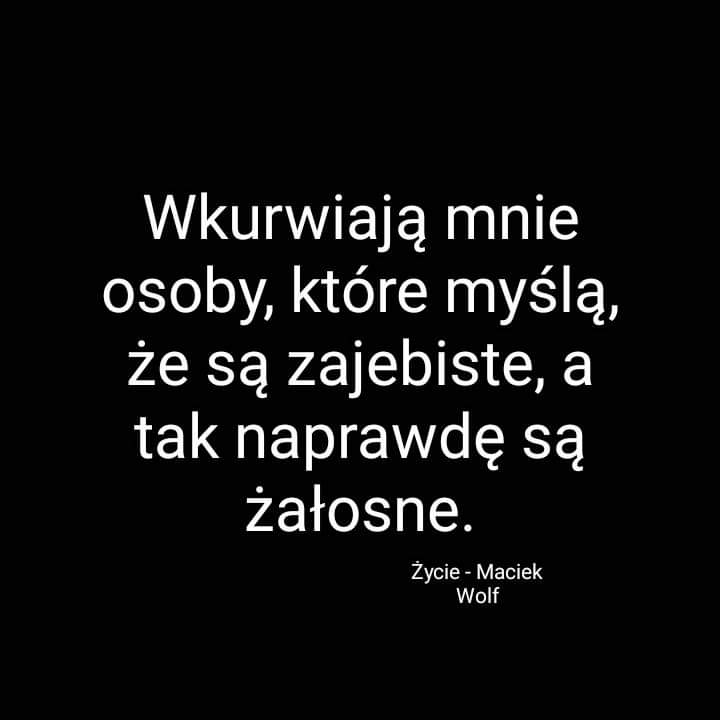 Wkurwiają mnie
osoby, które myślą,
że są zajebiste, a
tak naprawdę są
żałosne.
Życie - Maciek
Wolf